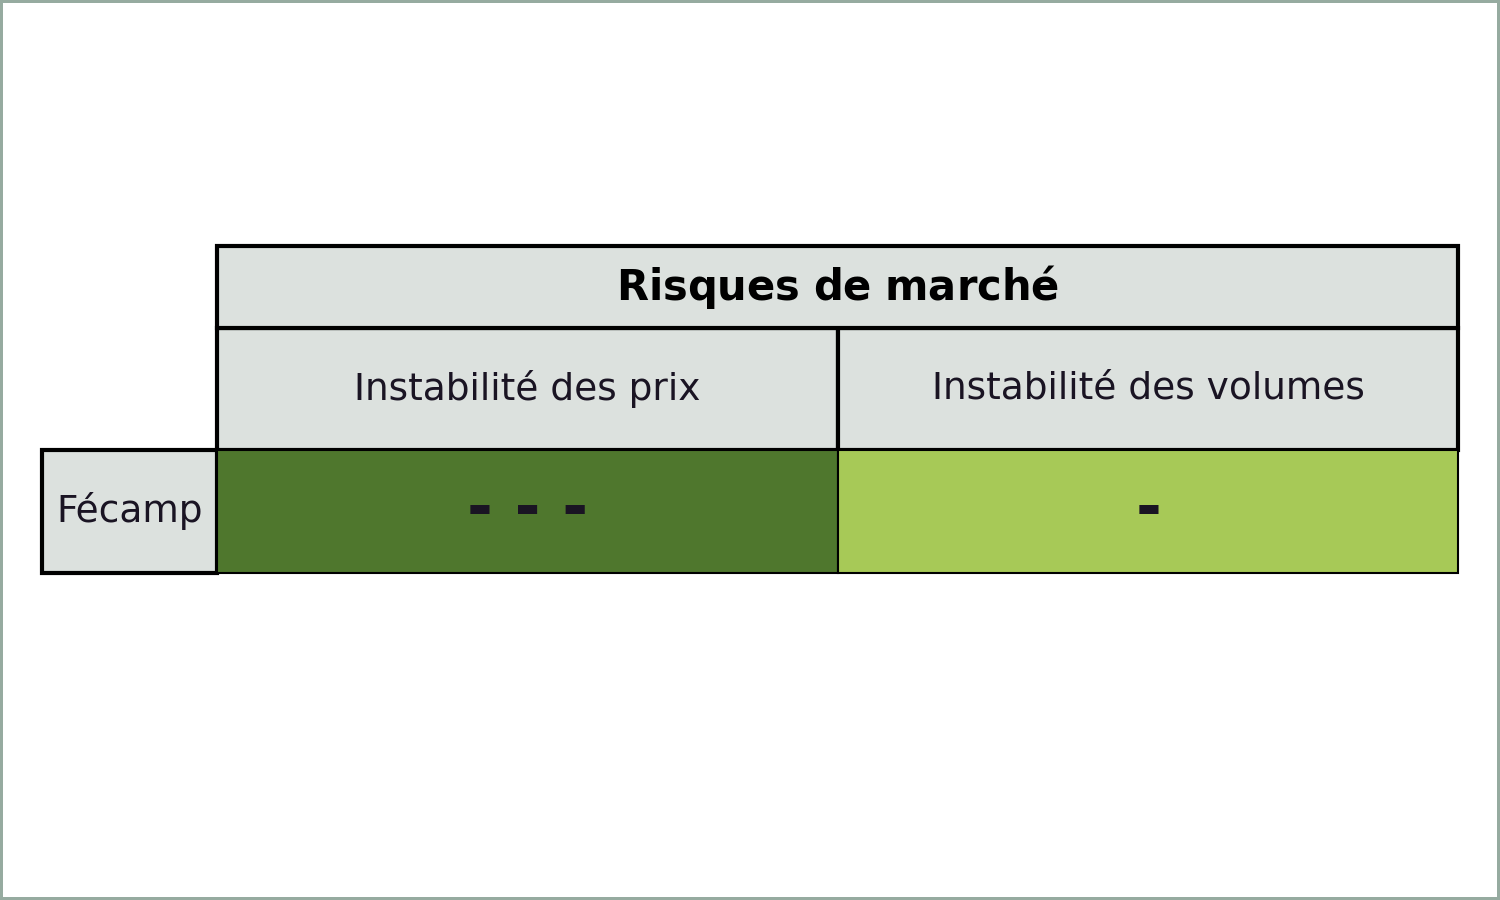 Risques de marché
Instabilité des prix
Instabilité des volumes
Fécamp
- - -
-